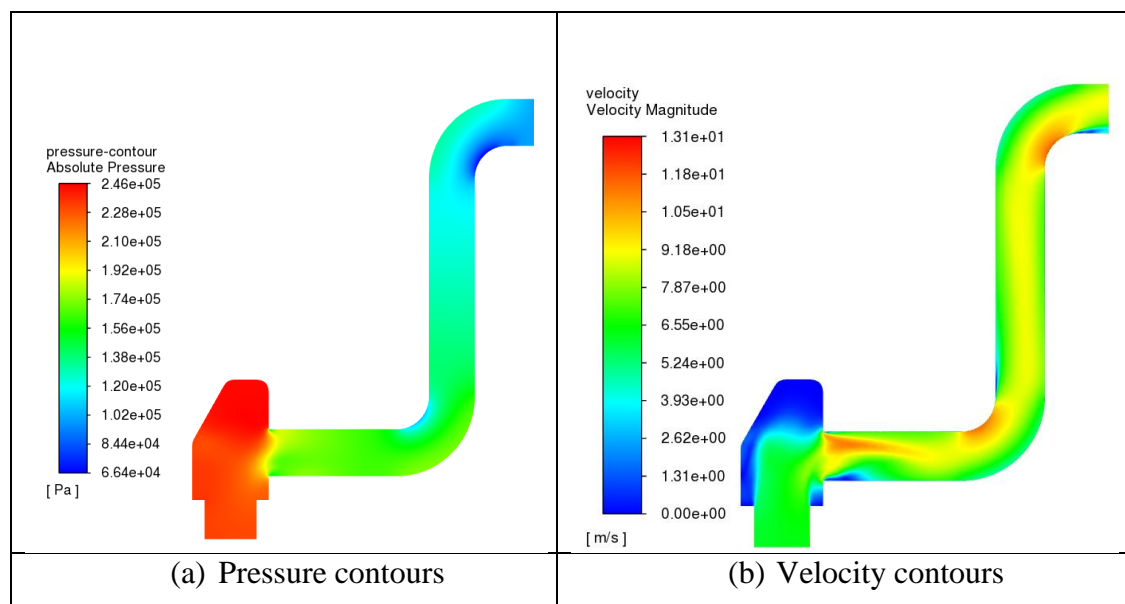 pressure-contour
Absolute Pressure
2.46e+05
2.28e+05
2.10e+05
1.92e+05
1.74e+05
1.56e+05
1.38e+05
1.20e+05
1.02e+05
8.44e+04
6.64e+04
[ Pa ]
(a) Pressure contours
velocity
Velocity Magnitude
1.31e+01
1.18e+01
1.05e+01
9.18e+00
7.87e+00
6.55e+00
5.24e+00
3.93e+00
2.62e+00
1.31e+00
0.00e+00
[ m/s ]
(b) Velocity contours